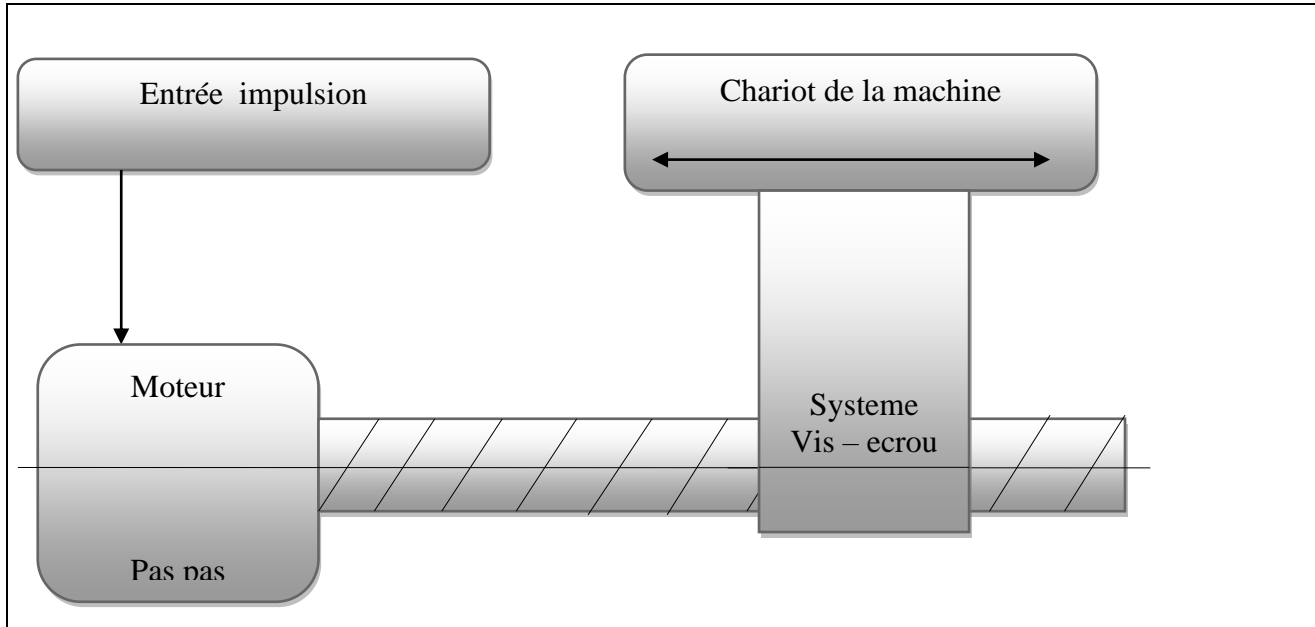 Entrée impulsion
Chariot de la machine
Moteur
Systeme
Vis – ecrou
Pas pas